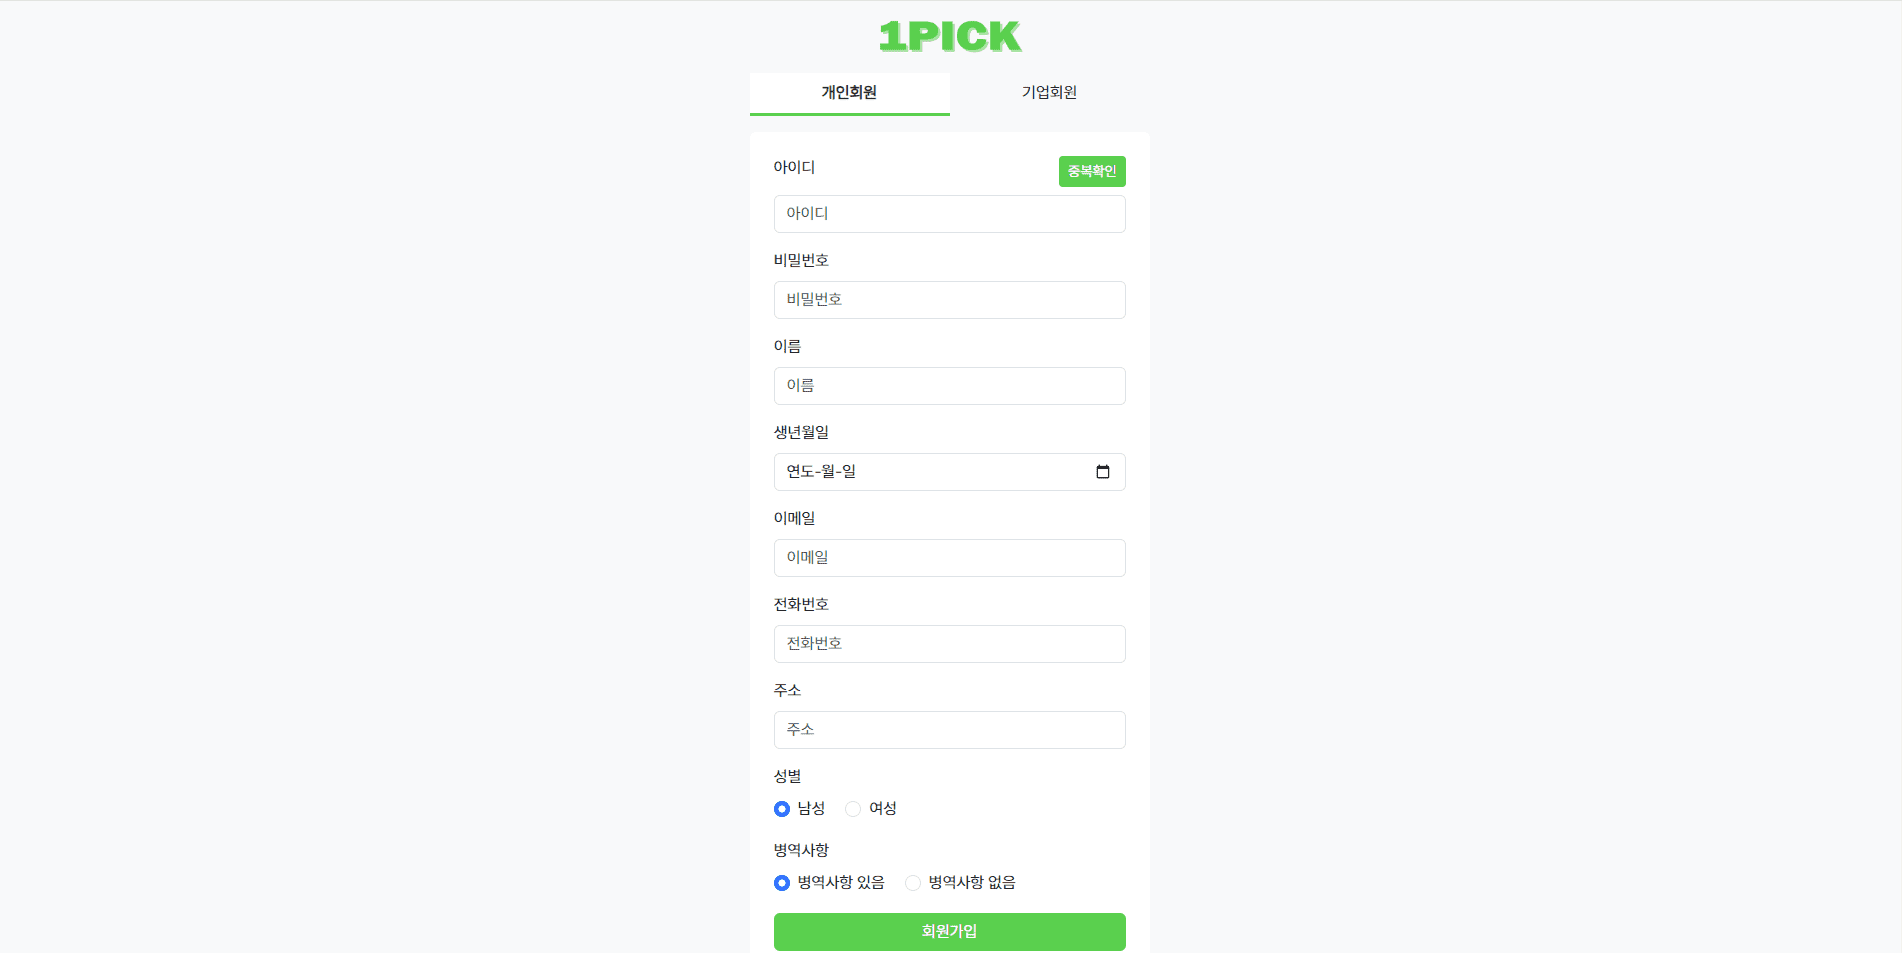 1PICK
개인회원 기업회원
아이디 중복확인
아이디
비밀번호
비밀번호
이름
이름
생년월일
연도-월-일
이메일
이메일
전화번호
전화번호
주소
주소
성별
남성 여성
병역사항
병역사항 있음 병역사항 없음
회원가입